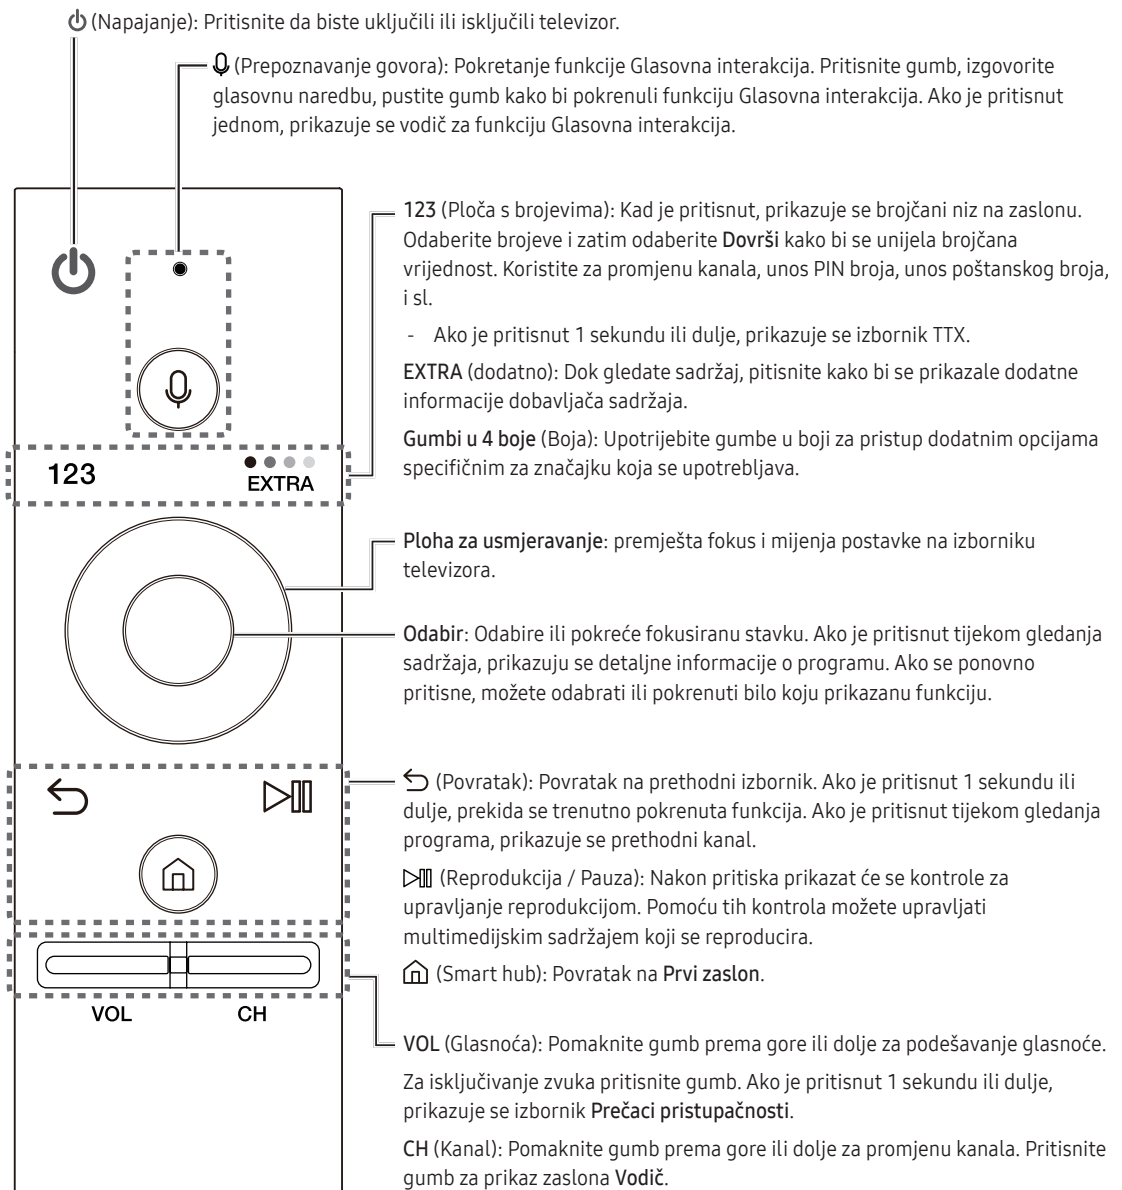 (Napajanje): Pritisnite da biste uključili ili isključili televizor.
(Prepoznavanje govora): Pokretanje funkcije Glasovna interakcija. Pritisnite gumb, izgovorite
glasovnu naredbu, pustite gumb kako bi pokrenuli funkciju Glasovna interakcija. Ako je pritisnut
jednom, prikazuje se vodič za funkciju Glasovna interakcija.
123 (Ploča s brojevima): Kad je pritisnut, prikazuje se brojčani niz na zaslonu.
Odaberite brojeve i zatim odaberite Dovrši kako bi se unijela brojčana
vrijednost. Koristite za promjenu kanala, unos PIN broja, unos poštanskog broja,
i sl.
- Ako je pritisnut 1 sekundu ili dulje, prikazuje se izbornik TTX.
EXTRA (dodatno): Dok gledate sadržaj, pitisnite kako bi se prikazale dodatne
informacije dobavljača sadržaja.
Gumbi u 4 boje (Boja): Upotrijebite gumbe u boji za pristup dodatnim opcijama
specifičnim za značajku koja se upotrebljava.
123
EXTRA
Ploha za usmjeravanje: premješta fokus i mijenja postavke na izborniku
televizora.
Odabir: Odabire ili pokreće fokusiranu stavku. Ako je pritisnut tijekom gledanja
sadržaja, prikazuju se detaljne informacije o programu. Ako se ponovno
pritisne, možete odabrati ili pokrenuti bilo koju prikazanu funkciju.
(Povratak): Povratak na prethodni izbornik. Ako je pritisnut 1 sekundu ili
dulje, prekida se trenutno pokrenuta funkcija. Ako je pritisnut tijekom gledanja
programa, prikazuje se prethodni kanal.
(Reprodukcija / Pauza): Nakon pritiska prikazat će se kontrole za
upravljanje reprodukcijom. Pomoću tih kontrola možete upravljati
multimedijskim sadržajem koji se reproducira.
(Smart hub): Povratak na Prvi zaslon.
VOL
CH
VOL (Glasnoća): Pomaknite gumb prema gore ili dolje za podešavanje glasnoće.
Za isključivanje zvuka pritisnite gumb. Ako je pritisnut 1 sekundu ili dulje,
prikazuje se izbornik Prečaci pristupačnosti.
CH (Kanal): Pomaknite gumb prema gore ili dolje za promjenu kanala. Pritisnite
gumb za prikaz zaslona Vodič.